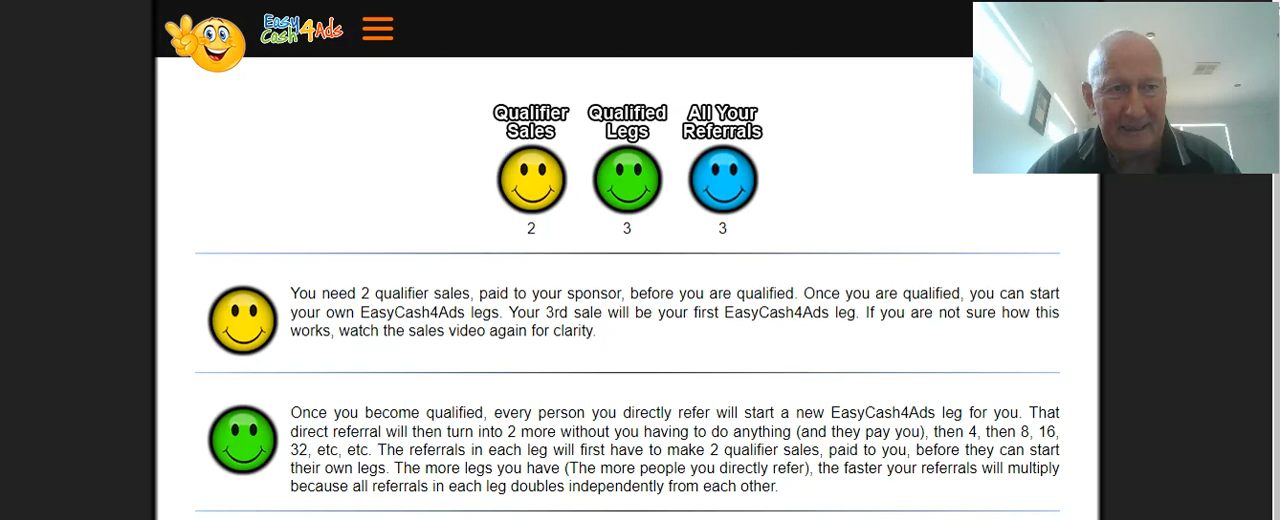 Easy
Cash4Ads
Qualifier
Sales
Qualified
Legs
All Your
Referrals
2
3
3
You need 2 qualifier sales, paid to your sponsor, before you are qualified. Once you are qualified, you can start
your own EasyCash4Ads legs. Your 3rd sale will be your first EasyCash4Ads leg. If you are not sure how this
works, watch the sales video again for clarity.
Once you become qualified, every person you directly refer will start a new EasyCash4Ads leg for you. That
direct referral will then turn into 2 more without you having to do anything (and they pay you), then 4, then 8, 16,
32, etc, etc. The referrals in each leg will first have to make 2 qualifier sales, paid to you, before they can start
their own legs. The more legs you have (The more people you directly refer), the faster your referrals will multiply
because all referrals in each leg doubles independently from each other.